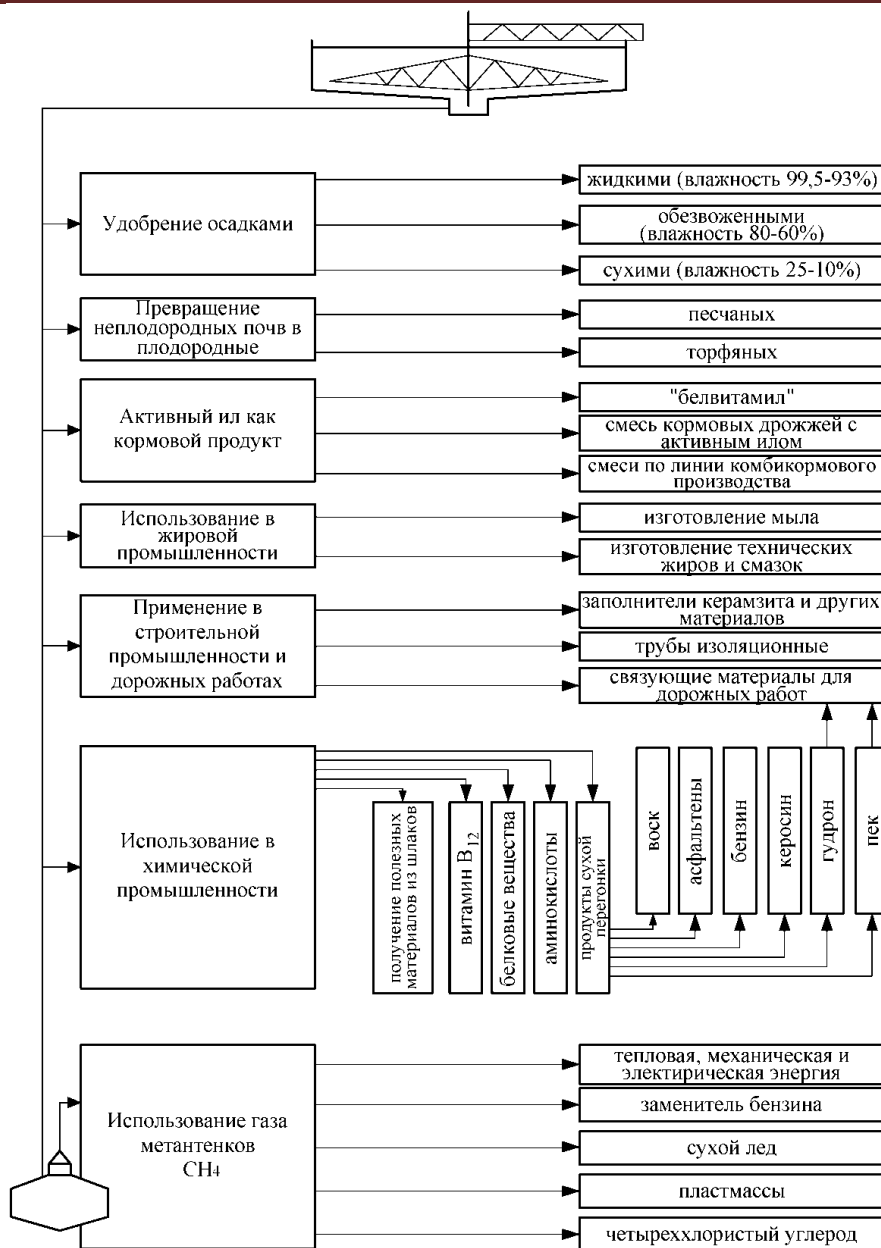 жидкими (влажность 99,5-93%)
Удобрение осадками
обезвоженными
(влажность 80-60%)
сухими (влажность 25-10%)
Превращение
неплодородных почв в
плодородные
песчаных
торфяных
Активный ил как
кормовой продукт
"белвитамил"
смесь кормовых дрожжей с
активным илом
смеси по линии комбикормового
производства
Использование в
жировой
промышленности
изготовление мыла
изготовление технических
жиров и смазок
Применение в
строительной
промышленности и
дорожных работах
заполнители керамзита и других
материалов
трубы изоляционные
связующие материалы для
дорожных работ
Использование в
химической
промышленности
получение полезных
материалов из шлаков
витамин B12
белковые вещества
аминокислоты
продукты сухой
перегонки
воск
асфальтены
бензин
керосин
гудрон
пек
Использование газа
метантенков
CH4
тепловая, механическая и
электирическая энергия
заменитель бензина
сухой лед
пластмассы
четыреххлористый углерод